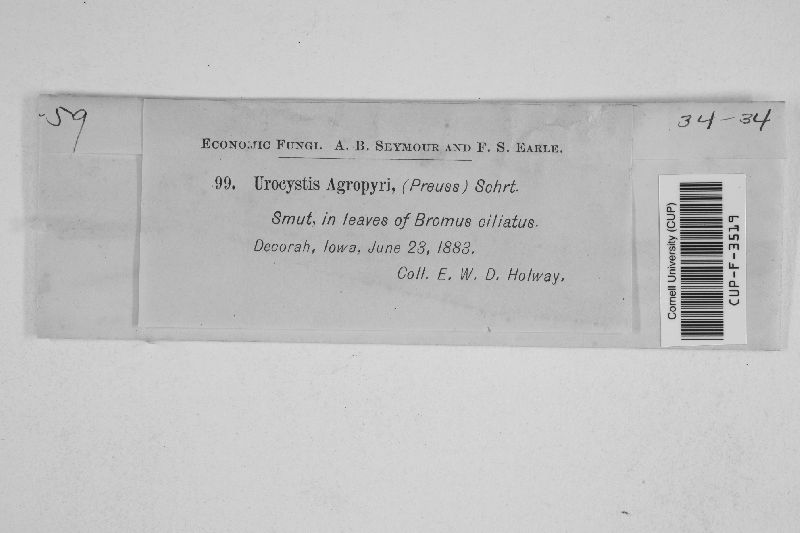 59
34-34
Economic Fungi. A. B. Seymour and F. S. Earle.
99. Urocystis Agropyri, (Preuss) Schrt.
Smut, in leaves of Bromus ciliatus.
Decorah, Iowa, June 23, 1883.
Coll. E. W. D. Holway.
Cornell University (CUP)
CUP-F-3519